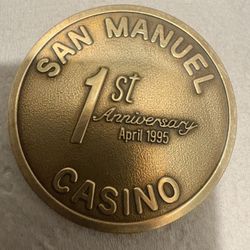 SAN MANUEL
1st
Anniversary
April 1995
CASINO